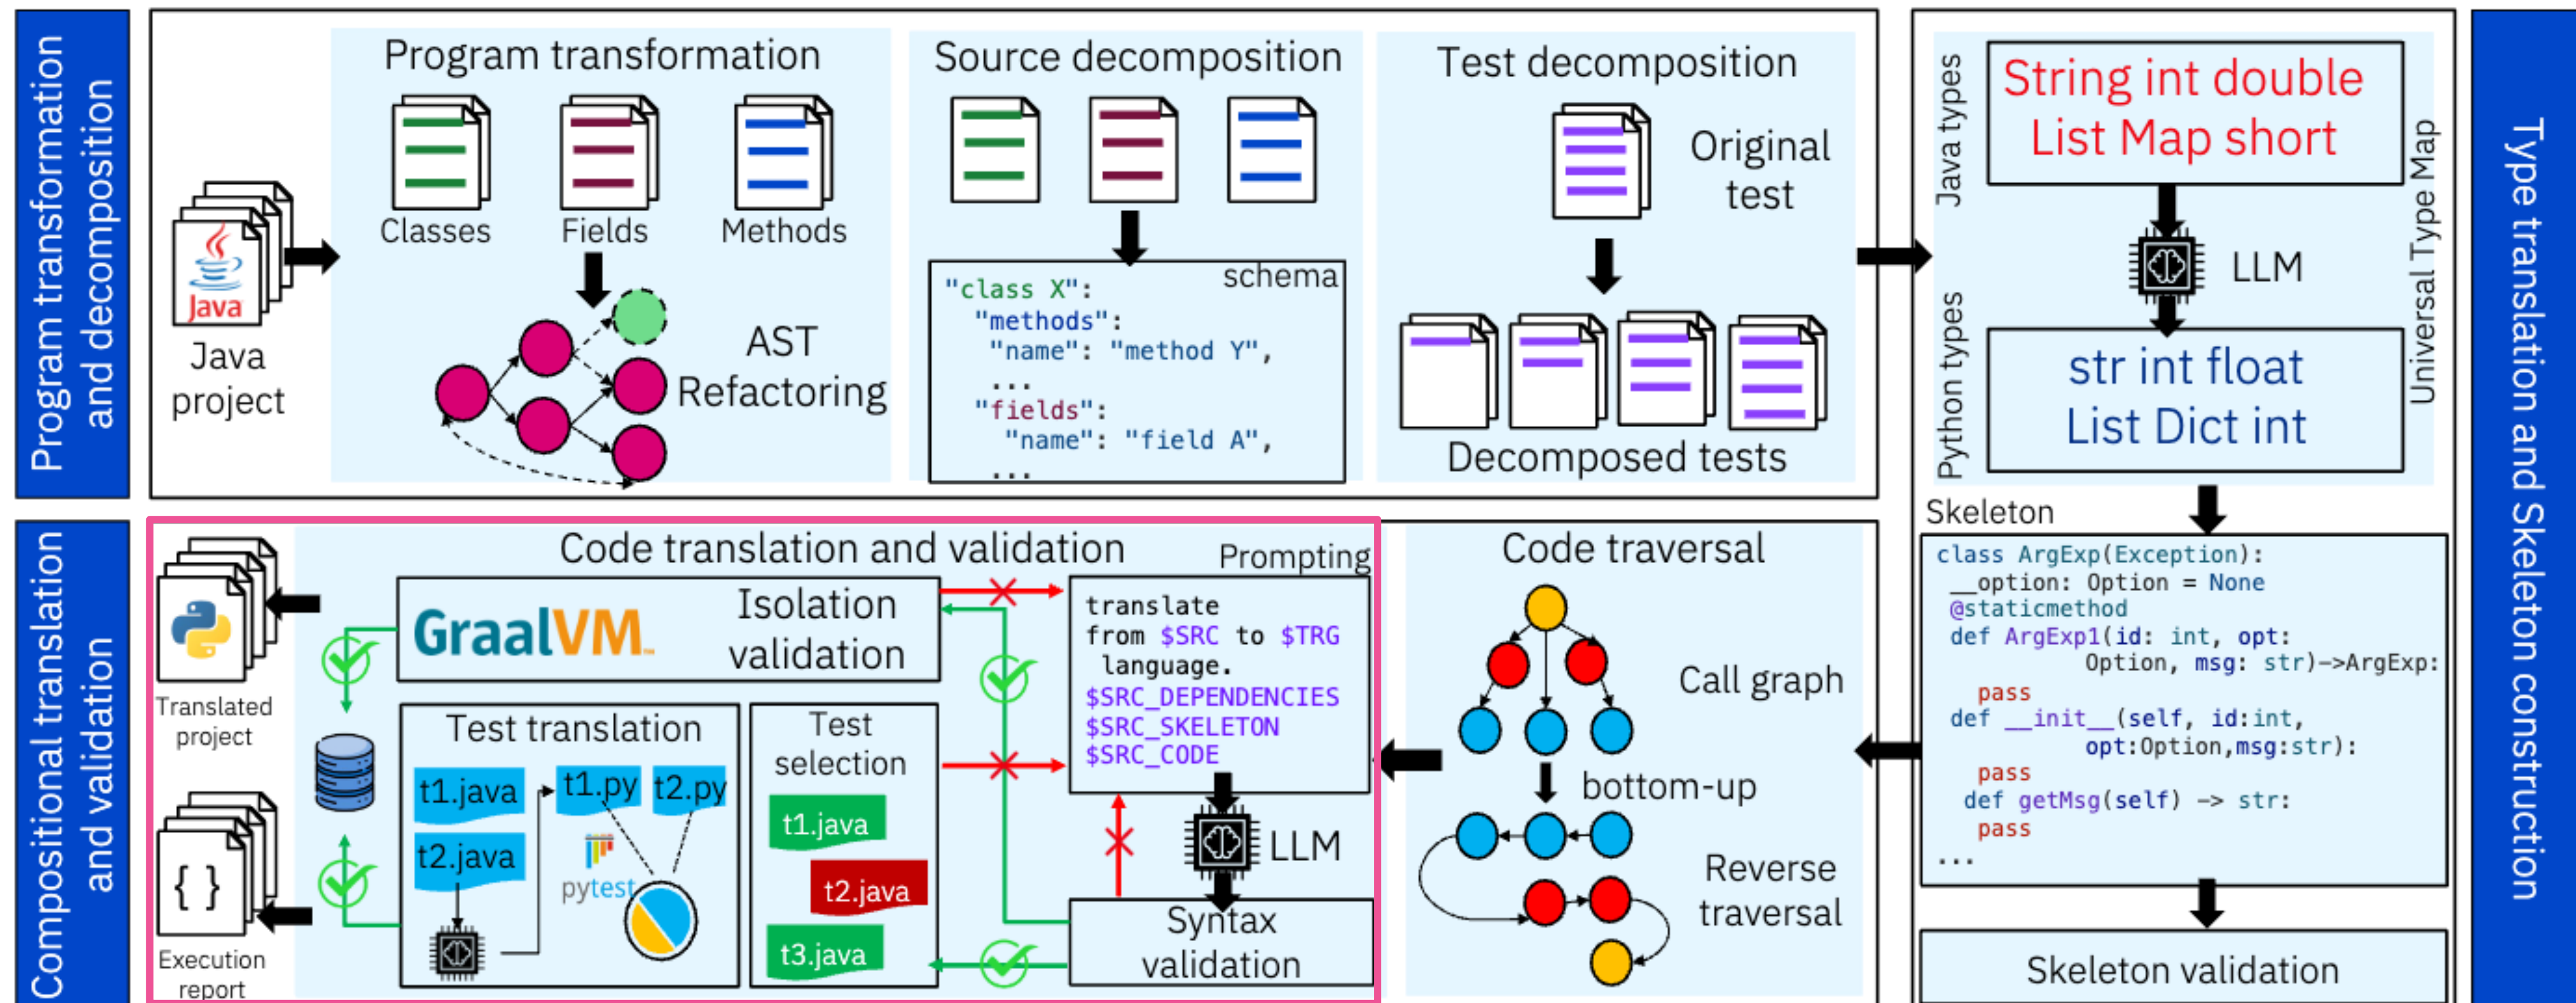 Program transformation
and decomposition
Java
Java
project
Program transformation
Classes
Fields
Methods
AST
Refactoring
Source decomposition
schema
"class X":
"methods":
"name": "method Y",
...
"fields":
"name": "field A",
...
Test decomposition
Original
test
Decomposed tests
Java types
Python types
Universal Type Map
String int double
List Map short
LLM
str int float
List Dict int
Type translation and Skeleton construction
Skeleton
class ArgExp(Exception):
__option: Option = None
@staticmethod
def ArgExp1(id: int, opt:
Option, msg: str)->ArgExp:
pass
def __init__(self, id:int,
opt:Option,msg:str):
pass
def getMsg(self) -> str:
pass
...
Skeleton validation
Compositional translation
and validation
Code translation and validation
Translated
project
{ }
Execution
report
GraalVM™
Isolation
validation
Prompting
translate
from $SRC to $TRG
language.
$SRC_DEPENDENCIES
$SRC_SKELETON
$SRC_CODE
LLM
Syntax
validation
Test translation
t1.java
t2.java
t1.py
t2.py
pytest
Test
selection
t1.java
t2.java
t3.java
Code traversal
Call graph
bottom-up
Reverse
traversal